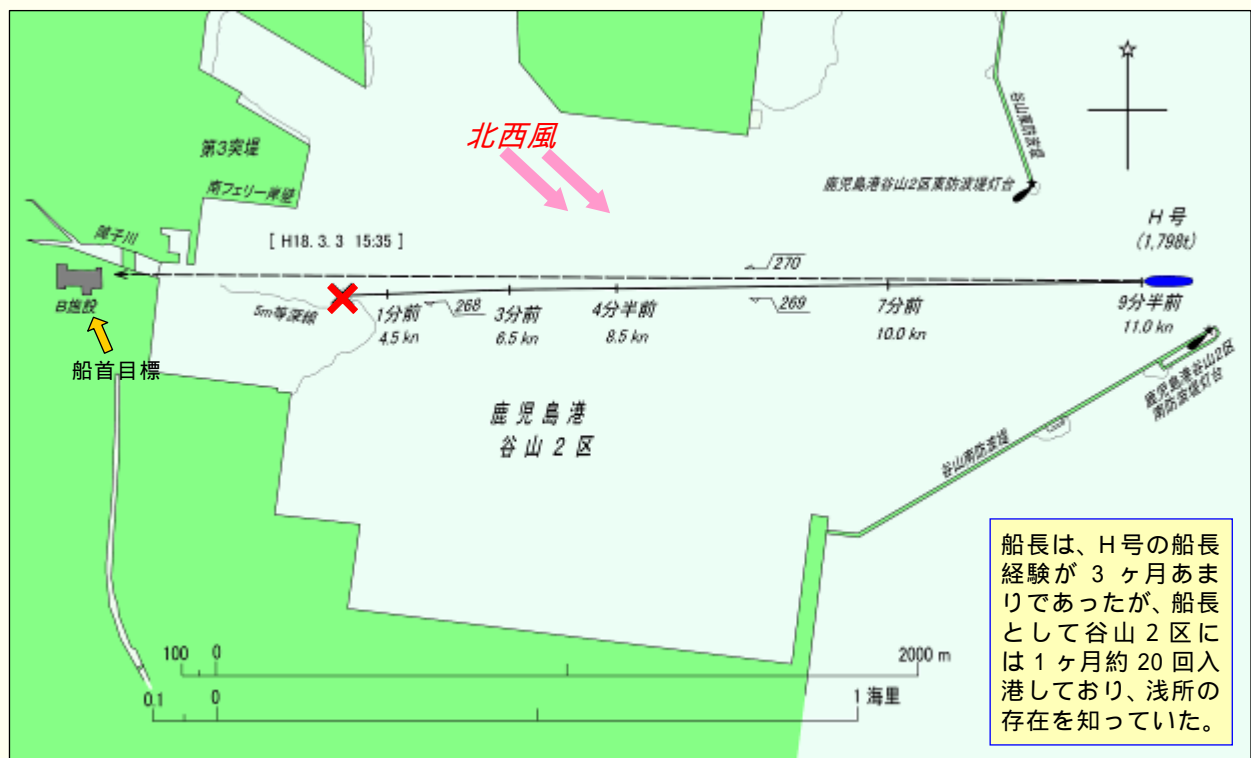 北西風
第3突堤
南フェリー岸壁
障子川
谷山東防波堤
鹿児島港谷山2区東防波堤灯台
H号
(1,798t)
[ H18. 3. 3 15:35 ]
270
B施設
5m等深線
1分前
4.5 kn
268
3分前
6.5 kn
4分半前
8.5 kn
269
7分前
10.0 kn
9分半前
11.0 kn
船首目標
鹿児島港谷山2区
南防波堤灯台
鹿児島港
谷山2区
谷山南防波堤
船長は、H号の船長
経験が3ヶ月あま
りであったが、船長
として谷山2区に
は1ヶ月約20回入
港しており、浅所の
存在を知っていた。
100 0 2000 m
0.1 0 1 海里